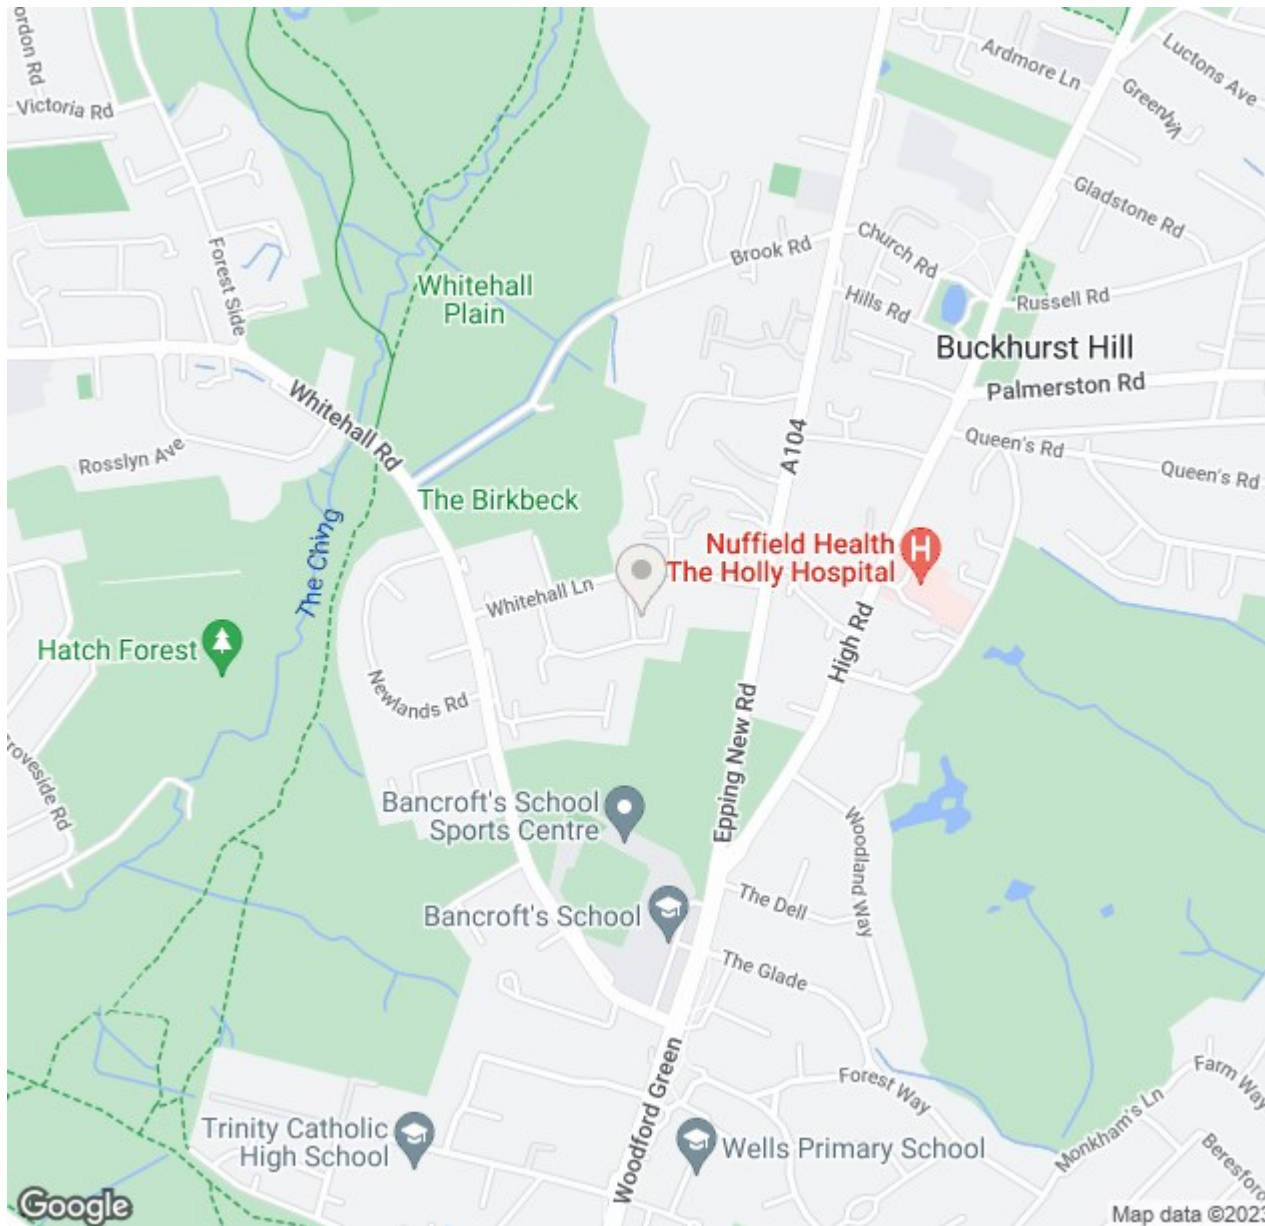 ordon Rd
Victoria Rd
Ardmore Ln
Luctons Ave
Green
Gladstone Rd
Forest Side
Church Rd
Brook Rd
Whitehall
Plain
Hills Rd
Russell Rd
Buckhurst Hill
Palmerston Rd
Whitehall Rd
Rosslyn Ave
A104
Queen's Rd
Queen's Rd
The Birkbeck
The Ching
Nuffield Health
The Holly Hospital
H
Whitehall Ln
Hatch Forest
High Rd
Newlands Rd
Epping New Rd
roveside Rd
Bancroft's School
Sports Centre
Woodland Way
The Dell
Bancroft's School
The Glade
Forest Way
Woodford Green
Farm Way
Monkham's Ln
Trinity Catholic
High School
Wells Primary School
Beresford
Google
Map data ©2023